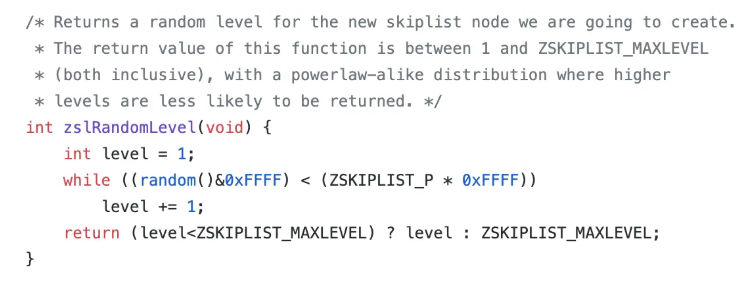 /* Returns a random level for the new skiplist node we are going to create.
 * The return value of this function is between 1 and ZSKIPLIST_MAXLEVEL
 * (both inclusive), with a powerlaw-alike distribution where higher
 * levels are less likely to be returned. */
int zslRandomLevel(void) {
    int level = 1;
    while ((random()&0xFFFF) < (ZSKIPLIST_P * 0xFFFF))
        level += 1;
    return (level<ZSKIPLIST_MAXLEVEL) ? level : ZSKIPLIST_MAXLEVEL;
}